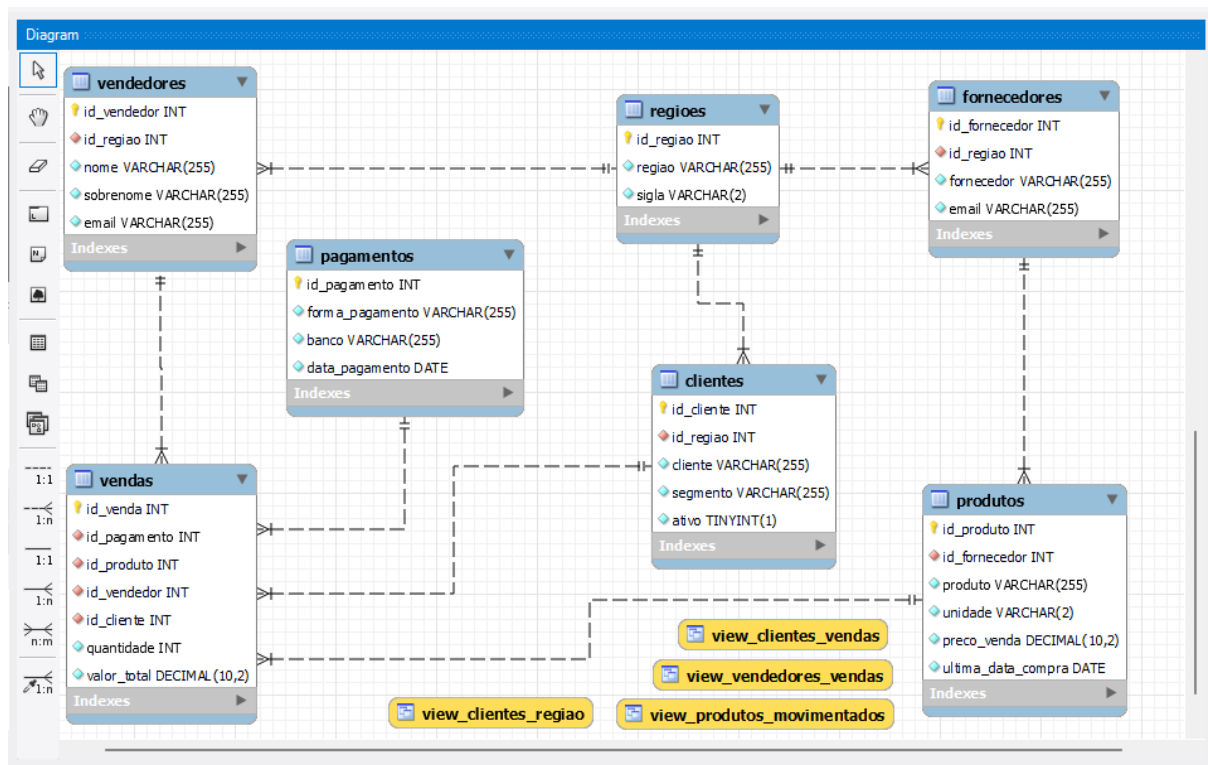 Diagram
vendedores
id_vendedor INT
id_regiao INT
nome VARCHAR(255)
sobrenome VARCHAR(255)
email VARCHAR(255)
Indexes
regioes
id_regiao INT
regiao VARCHAR(255)
sigla VARCHAR(2)
Indexes
fornecedores
id_fornecedor INT
id_regiao INT
fornecedor VARCHAR(255)
email VARCHAR(255)
Indexes
pagamentos
id_pagamento INT
forma_pagamento VARCHAR(255)
banco VARCHAR(255)
data_pagamento DATE
Indexes
clientes
id_cliente INT
id_regiao INT
cliente VARCHAR(255)
segmento VARCHAR(255)
ativo TINYINT(1)
Indexes
vendas
id_venda INT
id_pagamento INT
id_produto INT
id_vendedor INT
id_cliente INT
quantidade INT
valor_total DECIMAL(10,2)
Indexes
produtos
id_produto INT
id_fornecedor INT
produto VARCHAR(255)
unidade VARCHAR(2)
preco_venda DECIMAL(10,2)
ultima_data_compra DATE
Indexes
view_clientes_vendas
view_vendedores_vendas
view_clientes_regiao
view_produtos_movimentados
1:1
1:n
1:1
1:n
n:m
1:n